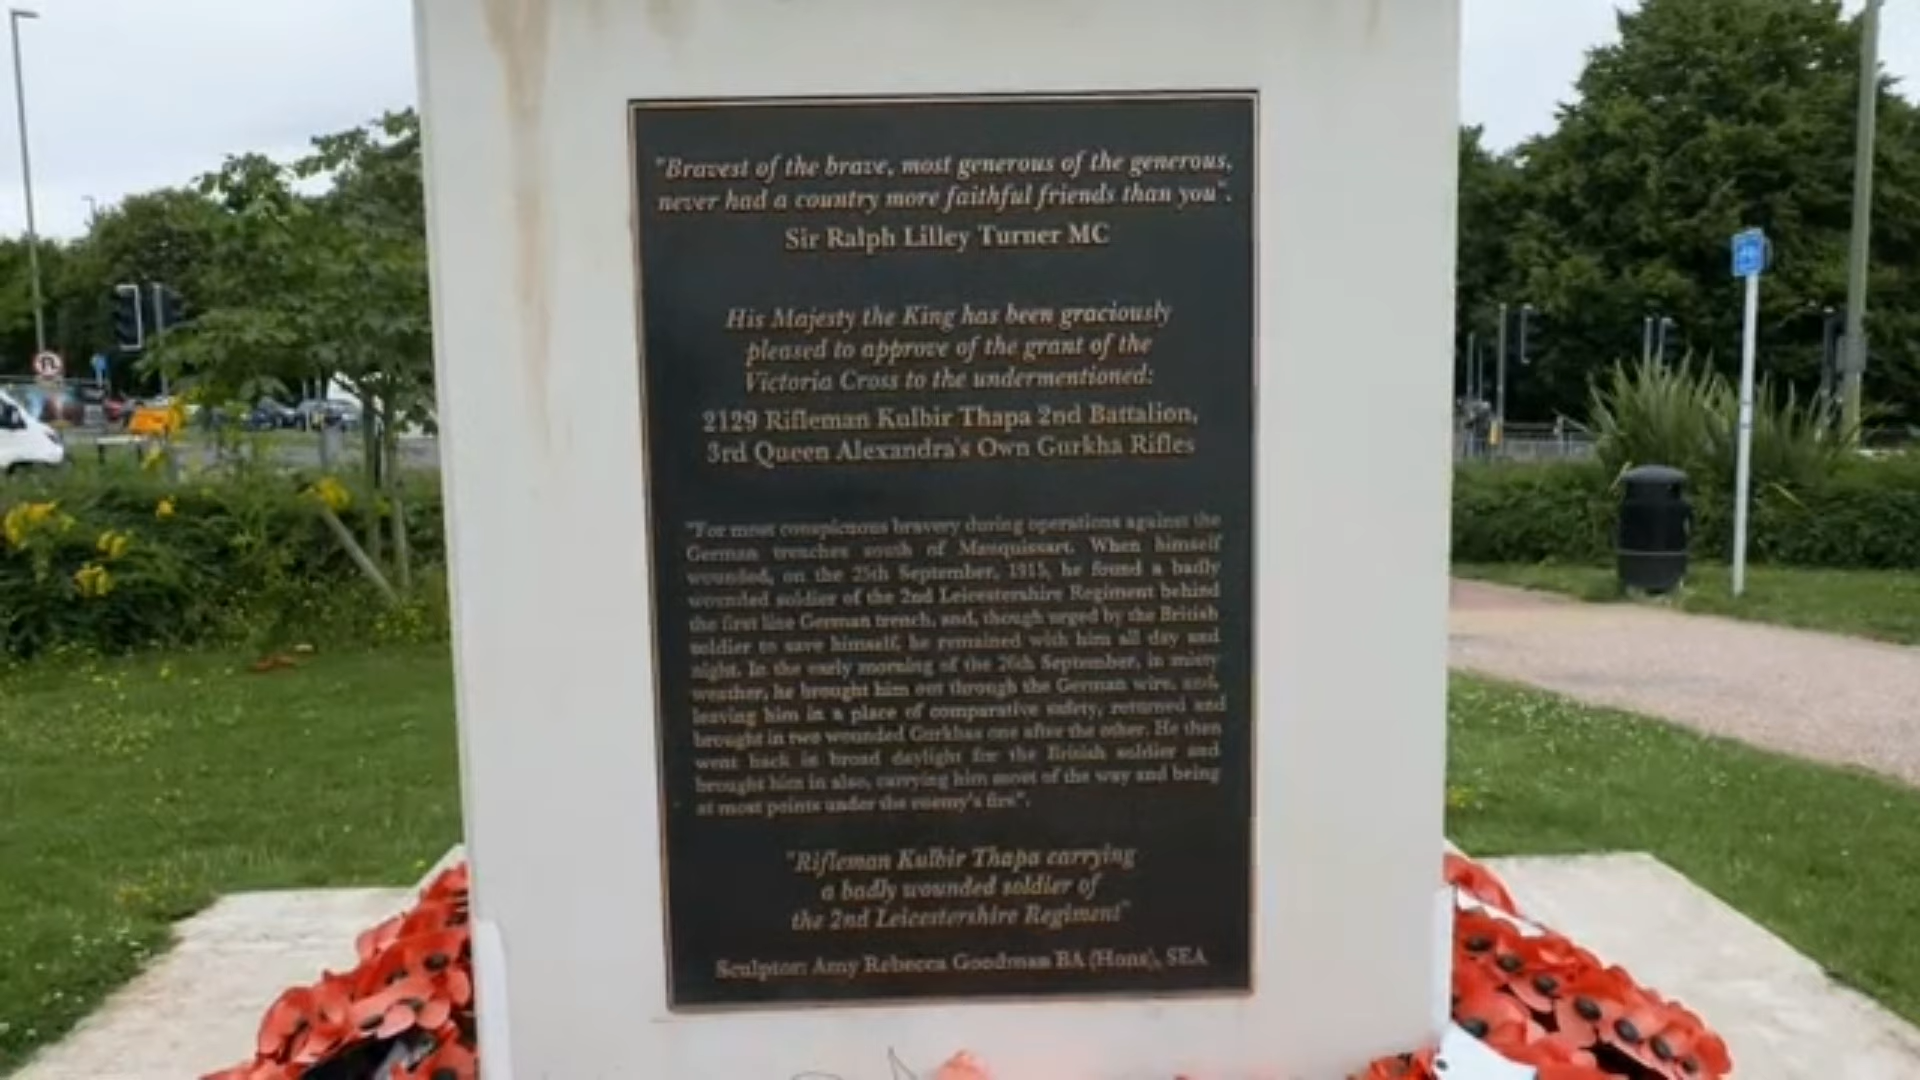 "Bravest of the brave, most generous of the generous,
never had a country more faithful friends than you".
Sir Ralph Lilley Turner MC
His Majesty the King has been graciously
pleased to approve of the grant of the
Victoria Cross to the undermentioned:
2129 Rifleman Kulbir Thapa 2nd Battalion,
3rd Queen Alexandra's Own Gurkha Rifles
"For most conspicuous bravery during operations against the
German trenches south of Mauquissart. When himself
wounded, on the 25th September, 1915, he found a badly
wounded soldier of the 2nd Leicestershire Regiment behind
the first line German trench, and, though urged by the British
soldier to save himself, he remained with him all day and
night. In the early morning of the 26th September, in misty
weather, he brought him out through the German wire, and,
leaving him in a place of comparative safety, returned and
brought in two wounded Gurkhas one after the other. He then
went back in broad daylight for the British soldier and
brought him in also, carrying him most of the way and being
at most points under the enemy's fire".
"Rifleman Kulbir Thapa carrying
a badly wounded soldier of
the 2nd Leicestershire Regiment"
Sculptor: Amy Rebecca Goodman BA (Hons), SEA